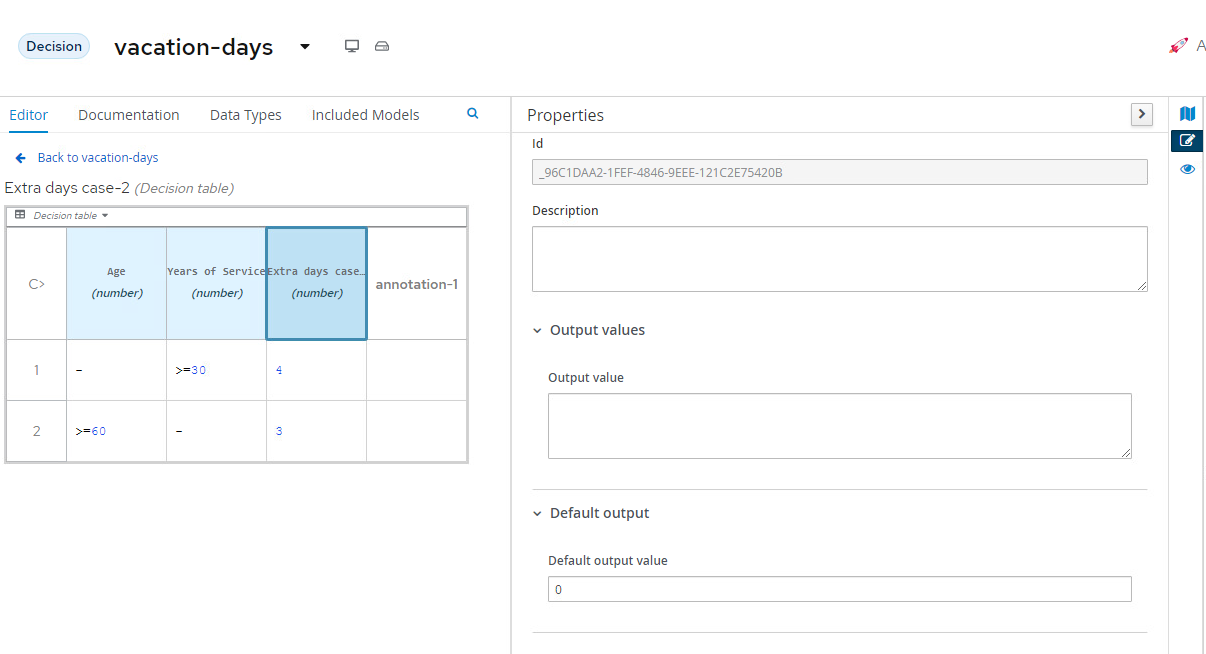 Decision vacation-days A
Editor Documentation Data Types Included Models
Properties
Back to vacation-days
Extra days case-2 (Decision table)
Decision table
C> Age (number) Years of Service (number) Extra days case… (number) annotation-1
1 - >=30 4
2 >=60 - 3
Id
_96C1DAA2-1FEF-4846-9EEE-121C2E75420B
Description
Output values
Output value
Default output
Default output value
0